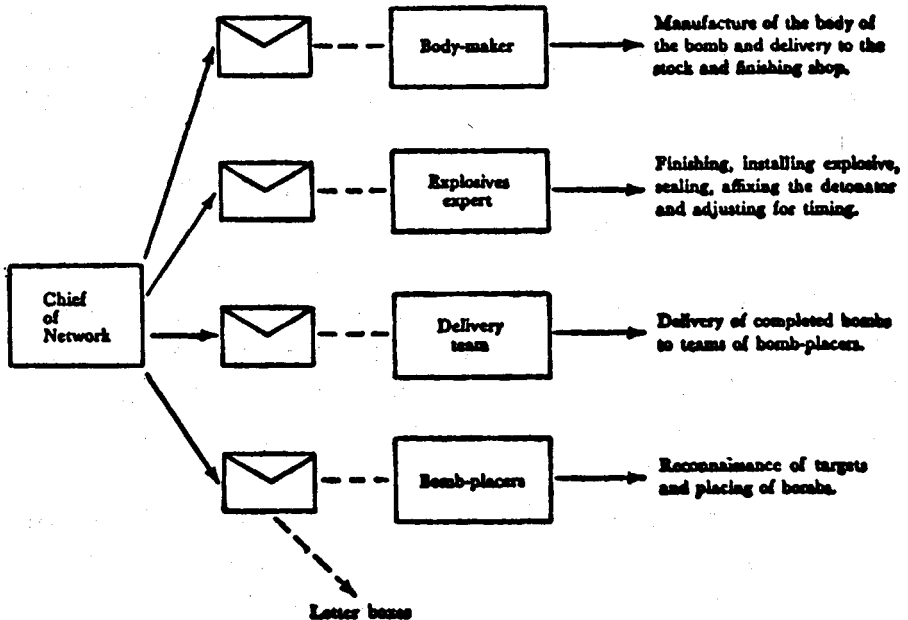 Body-maker
Manufacture of the body of
the bomb and delivery to the
stock and finishing shop.
Explosives
expert
Finishing, installing explosive,
sealing, affixing the detonator
and adjusting for timing.
Chief
of
Network
Delivery
team
Delivery of completed bombs
to teams of bomb-placers.
Bomb-placers
Reconnaissance of targets
and placing of bombs.
Letter boxes